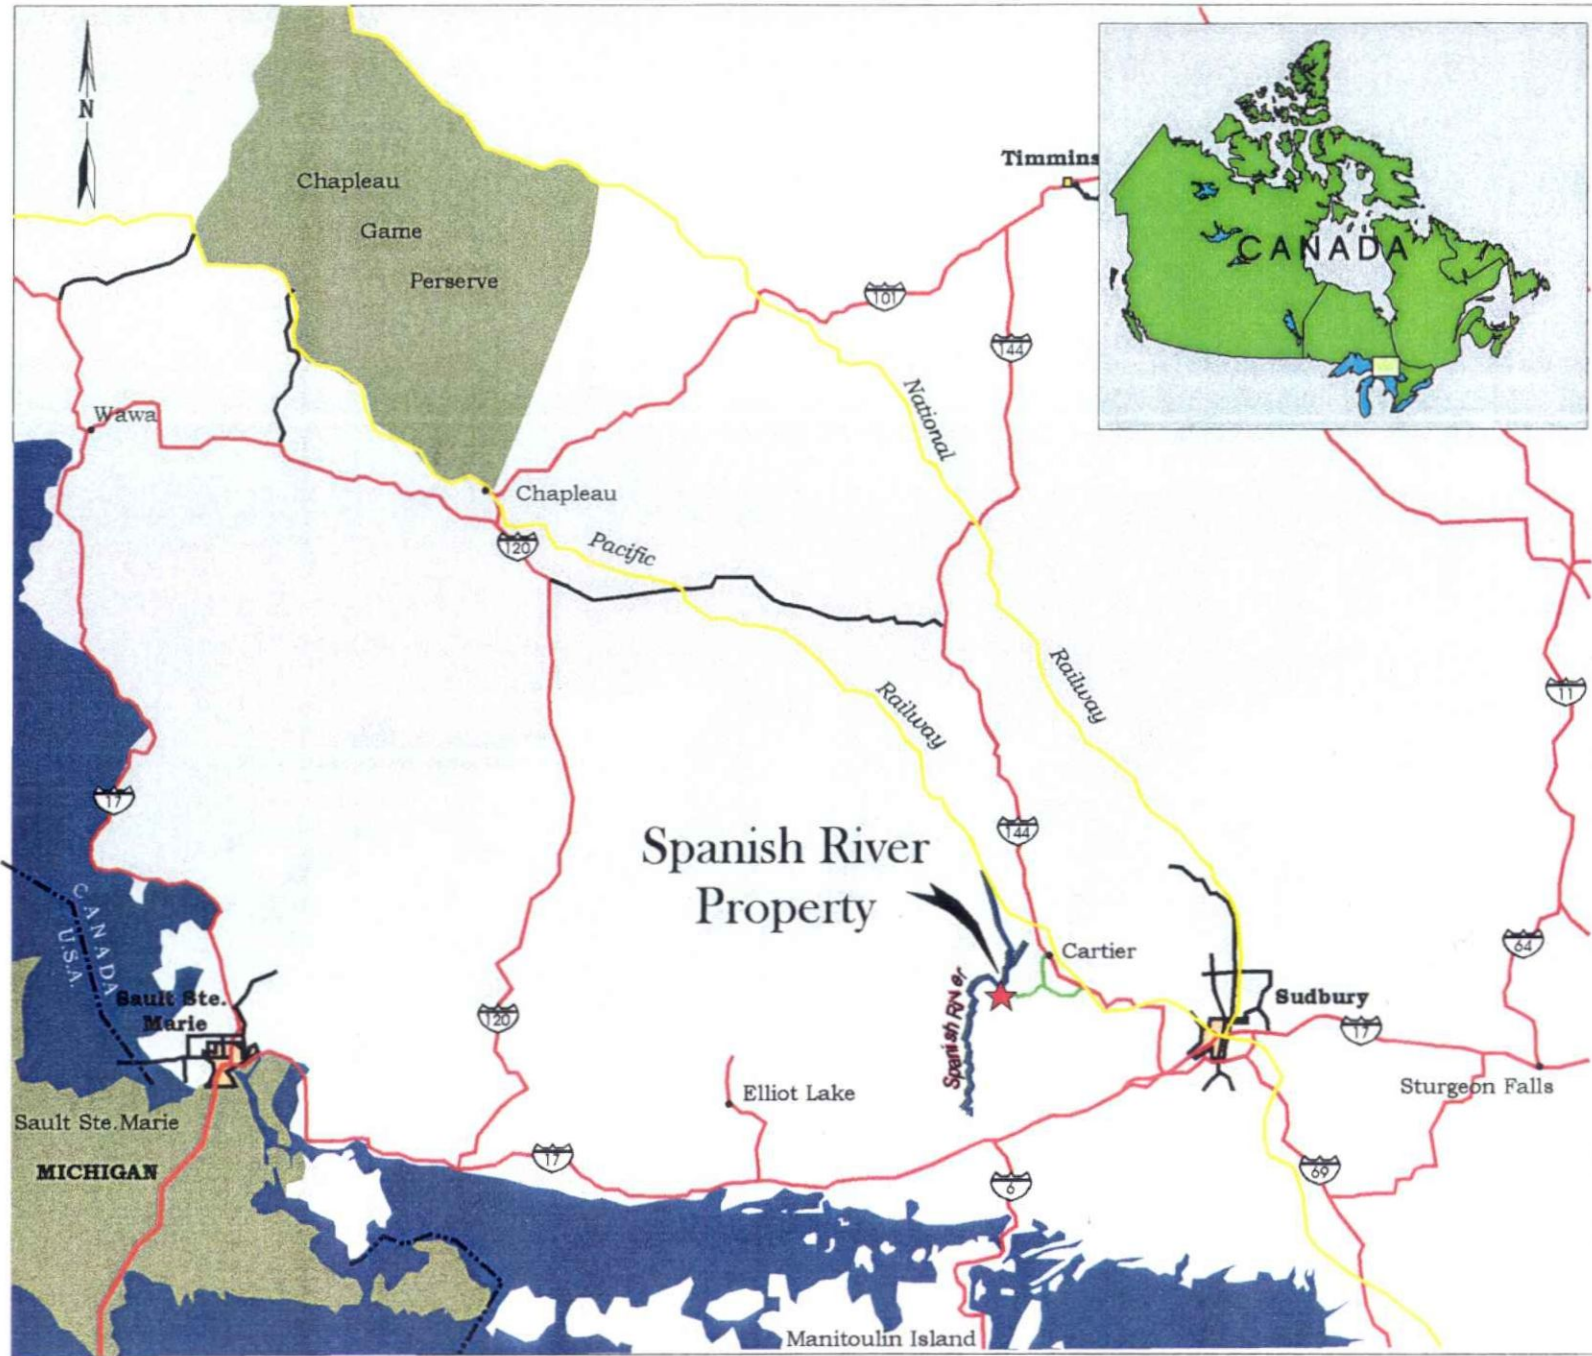 N
Chapleau
Game
Perserve
Timmins
CANADA
101
144
Wawa
National
Chapleau
120
Pacific
Railway
Railway
11
17
144
Spanish River
Property
CANADA
U.S.A.
Cartier
64
Sault Ste.
Marie
Spanish River
Sudbury
120
17
Elliot Lake
Sturgeon Falls
Sault Ste. Marie
MICHIGAN
17
69
6
Manitoulin Island